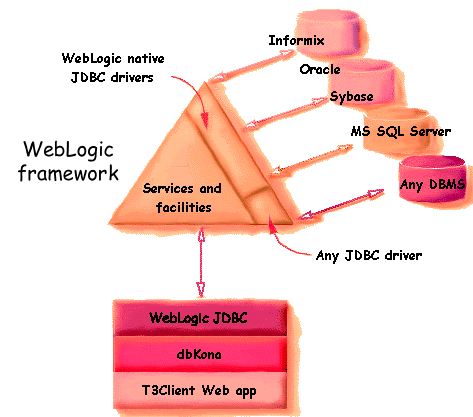 Informix
WebLogic native
JDBC drivers
Oracle
Sybase
MS SQL Server
WebLogic
framework
Services and
facilities
Any DBMS
Any JDBC driver
WebLogic JDBC
dbKona
T3Client Web app